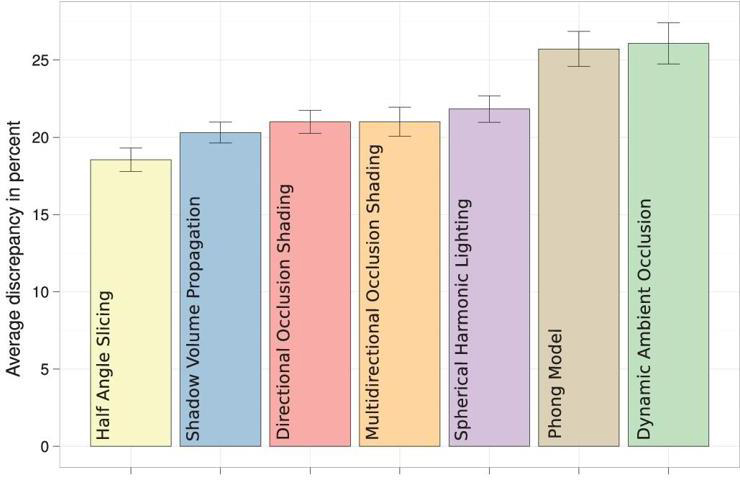 Average discrepancy in percent
25
20
15
10
5
0
Half Angle Slicing
Shadow Volume Propagation
Directional Occlusion Shading
Multidirectional Occlusion Shading
Spherical Harmonic Lighting
Phong Model
Dynamic Ambient Occlusion